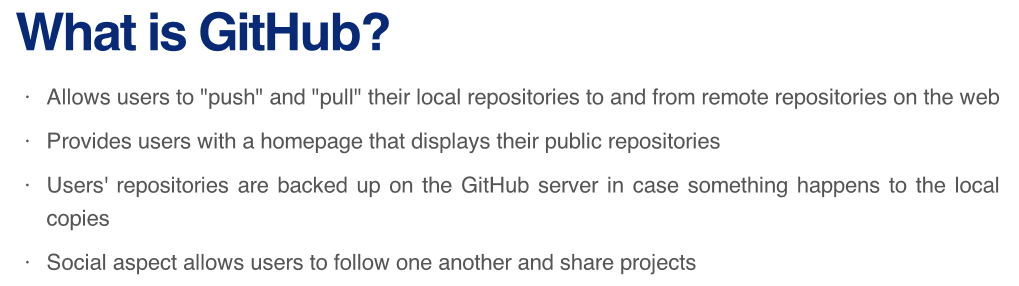 What is GitHub?
· Allows users to "push" and "pull" their local repositories to and from remote repositories on the web
· Provides users with a homepage that displays their public repositories
· Users' repositories are backed up on the GitHub server in case something happens to the local
copies
· Social aspect allows users to follow one another and share projects